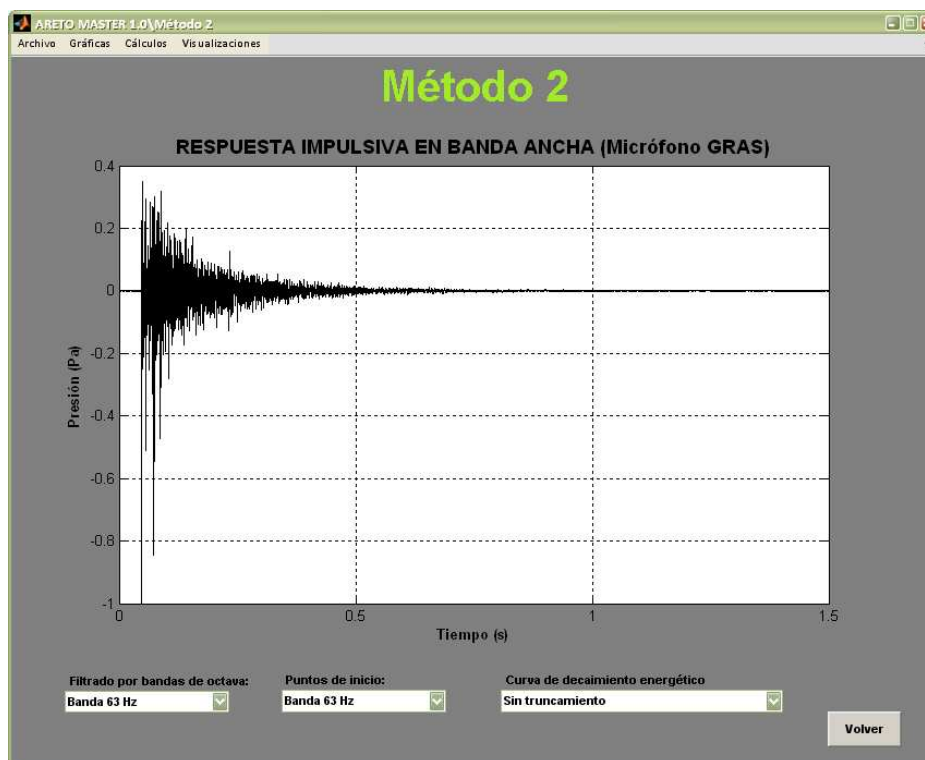 ARETO MASTER 1.0\Método 2
Archivo Gráficas Cálculos Visualizaciones
Método 2
RESPUESTA IMPULSIVA EN BANDA ANCHA (Micrófono GRAS)
0.4
0.2
0
-0.2
-0.4
-0.6
-0.8
-1
Presión (Pa)
0 0.5 1 1.5
Tiempo (s)
Filtrado por bandas de octava: Puntos de inicio: Curva de decaimiento energético
Banda 63 Hz Banda 63 Hz Sin truncamiento
Volver